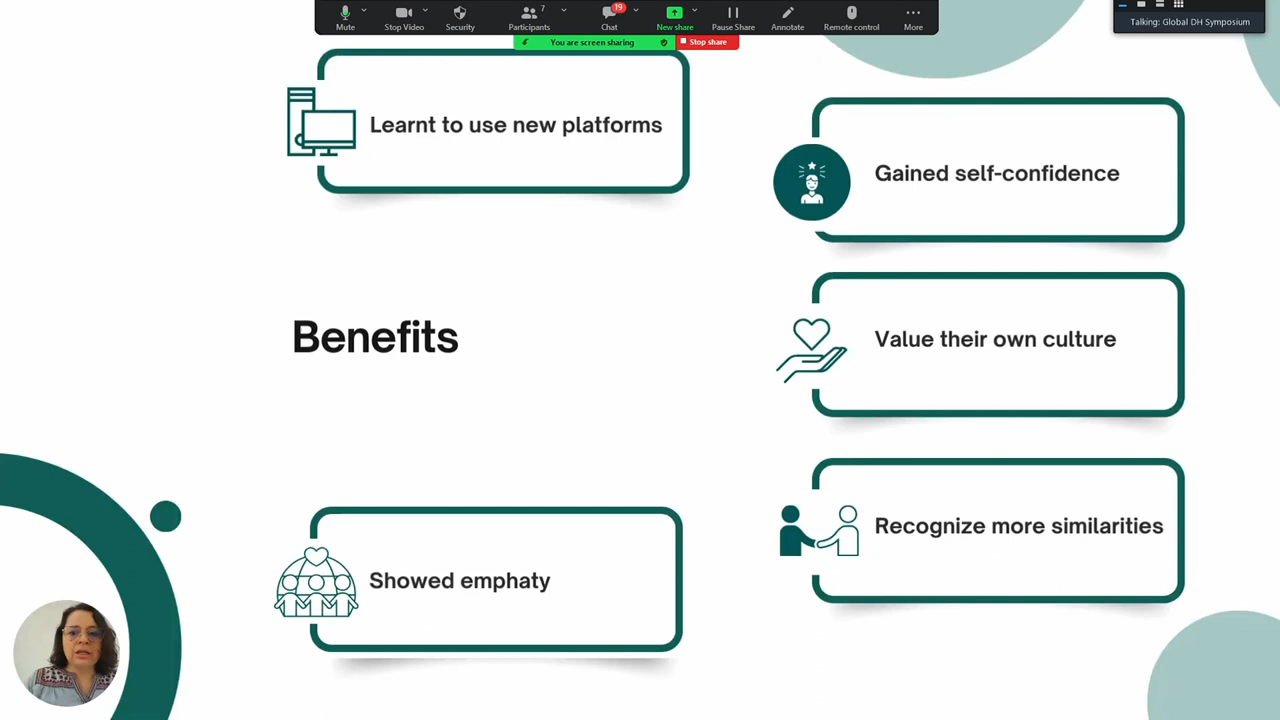 Mute
Stop Video
Security
Participants
7
Chat
19
New share
Pause Share
Annotate
Remote control
More
You are screen sharing
Stop share
Talking: Global DH Symposium
Learnt to use new platforms
Gained self-confidence
Benefits
Value their own culture
Recognize more similarities
Showed emphaty